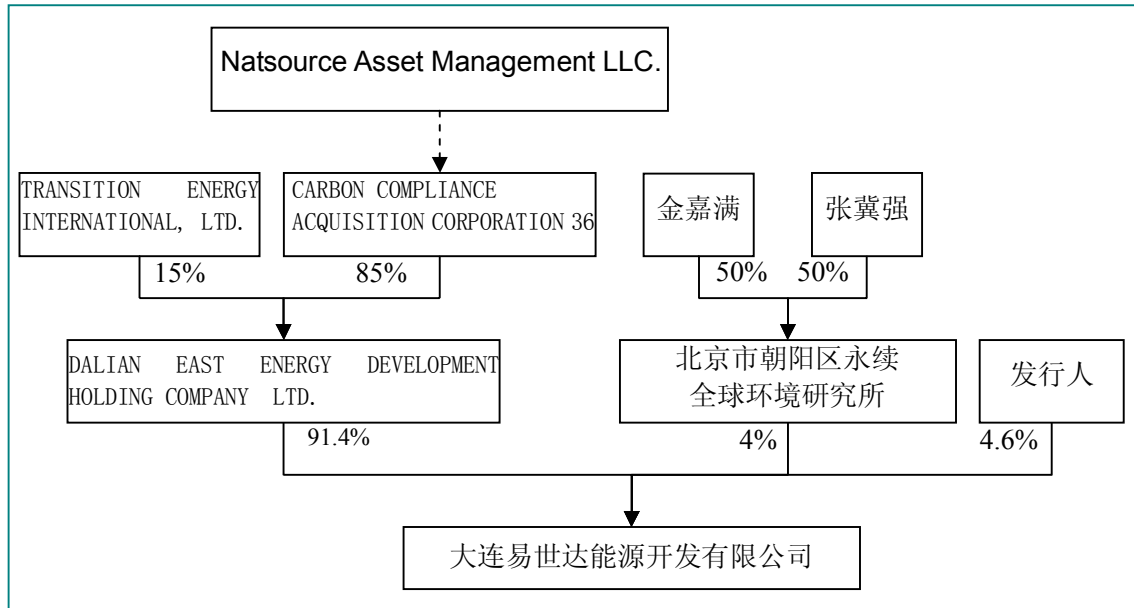 Natsource Asset Management LLC.
TRANSITION ENERGY
INTERNATIONAL, LTD.
CARBON COMPLIANCE
ACQUISITION CORPORATION 36
金嘉满
张冀强
15%
85%
50%
50%
DALIAN EAST ENERGY DEVELOPMENT
HOLDING COMPANY LTD.
北京市朝阳区永续
全球环境研究所
发行人
91.4%
4%
4.6%
大连易世达能源开发有限公司